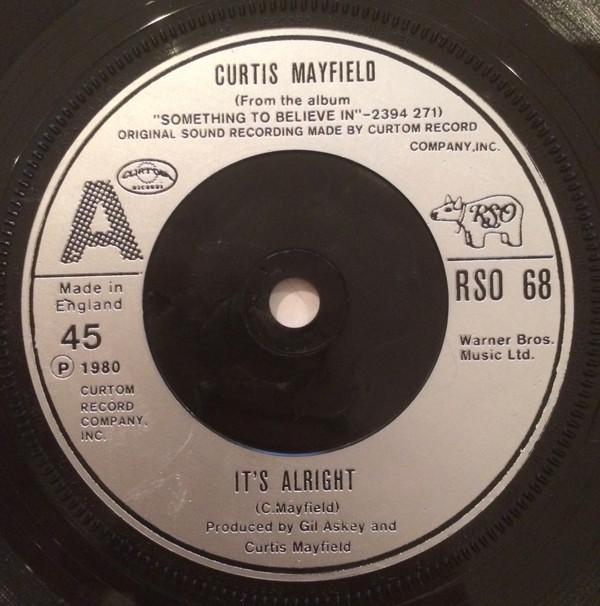 CURTIS MAYFIELD
(From the album
"SOMETHING TO BELIEVE IN"-2394 271)
ORIGINAL SOUND RECORDING MADE BY CURTOM RECORD
COMPANY,INC.
A
CURTOM
RECORDS
RSO
Made in
England
RSO 68
45
Ⓟ 1980
CURTOM
RECORD
COMPANY,
INC.
Warner Bros.
Music Ltd.
IT'S ALRIGHT
(C.Mayfield)
Produced by Gil Askey and
Curtis Mayfield